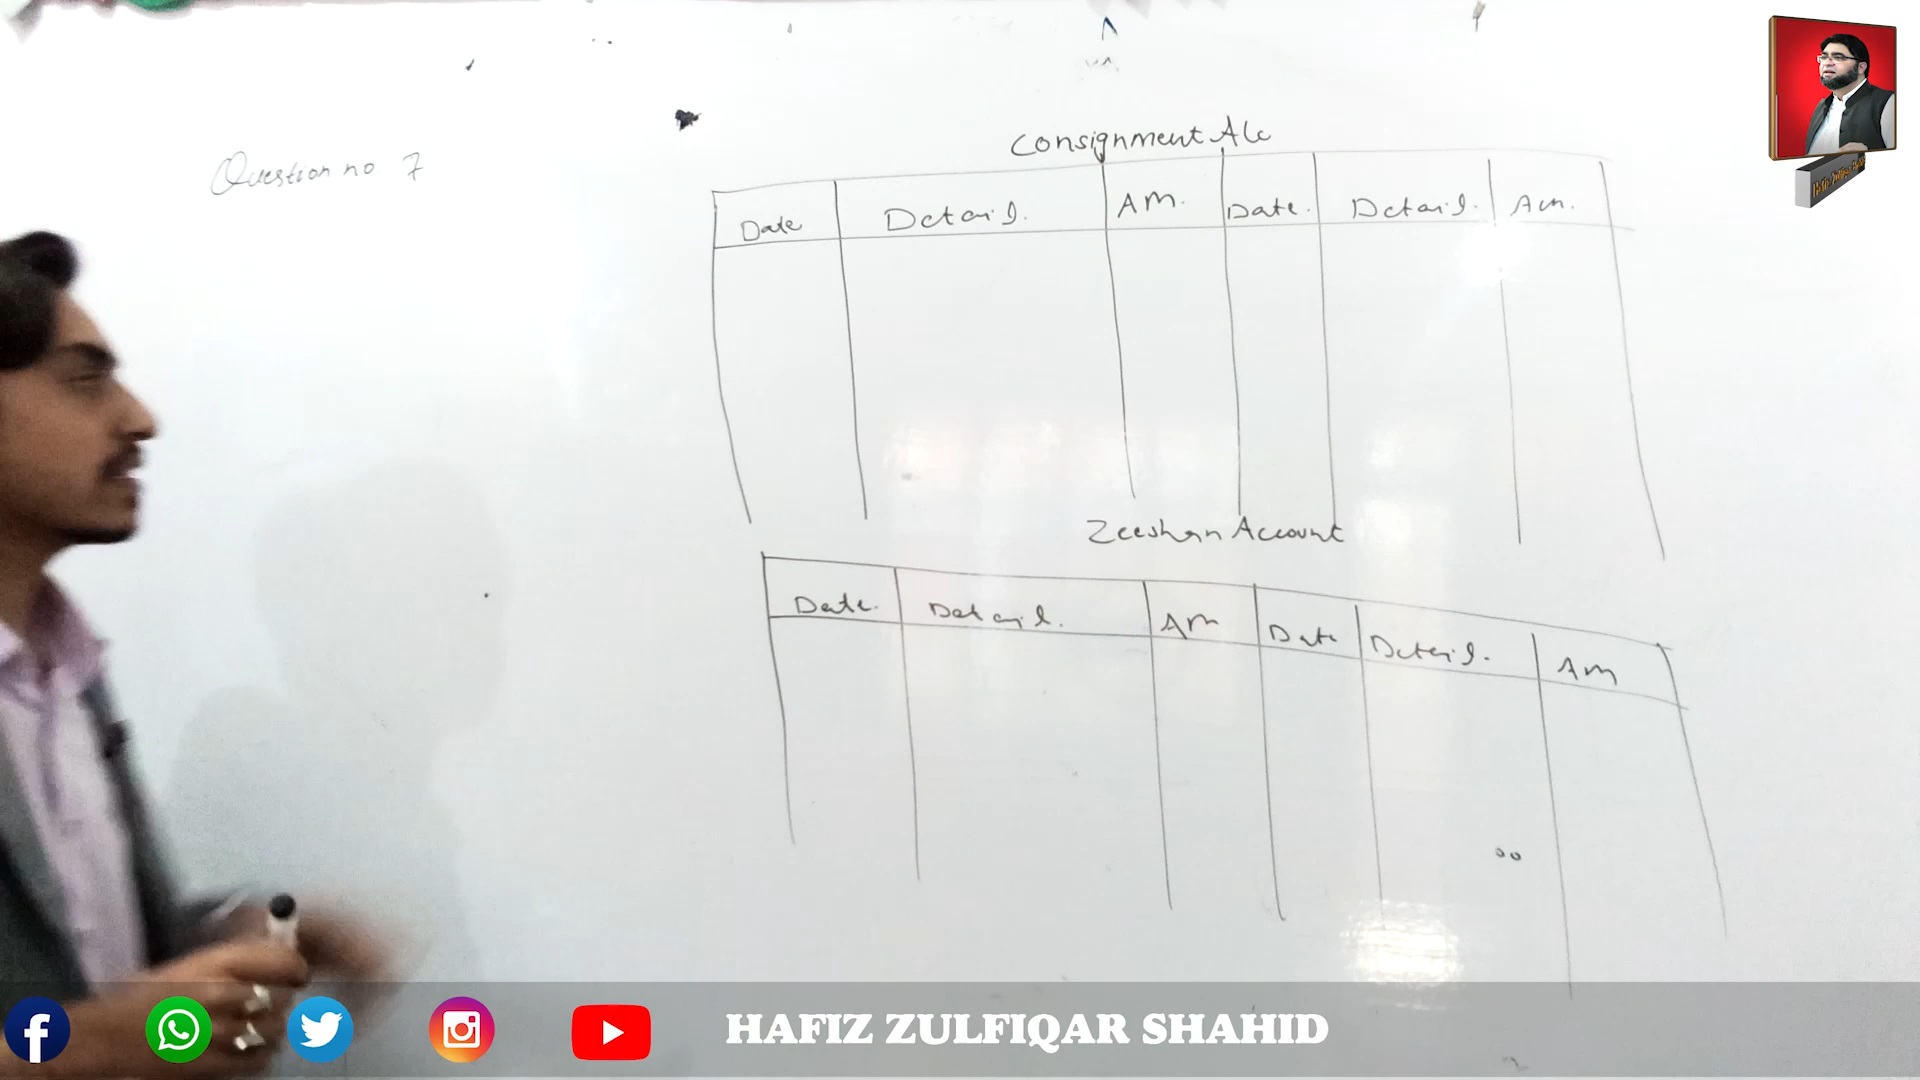 Question no 7
Consignment A/c
Date Detail. AM. Date. Detail. Am.
Zeeshan Account
Date. Detail. AM Date Detail. AM
HAFIZ ZULFIQAR SHAHID